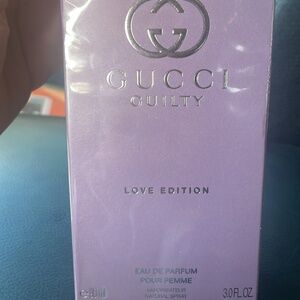 GUCCI
GUILTY
LOVE EDITION
EAU DE PARFUM
POUR FEMME
VAPORISATEUR
NATURAL SPRAY
3.0 FL.OZ.